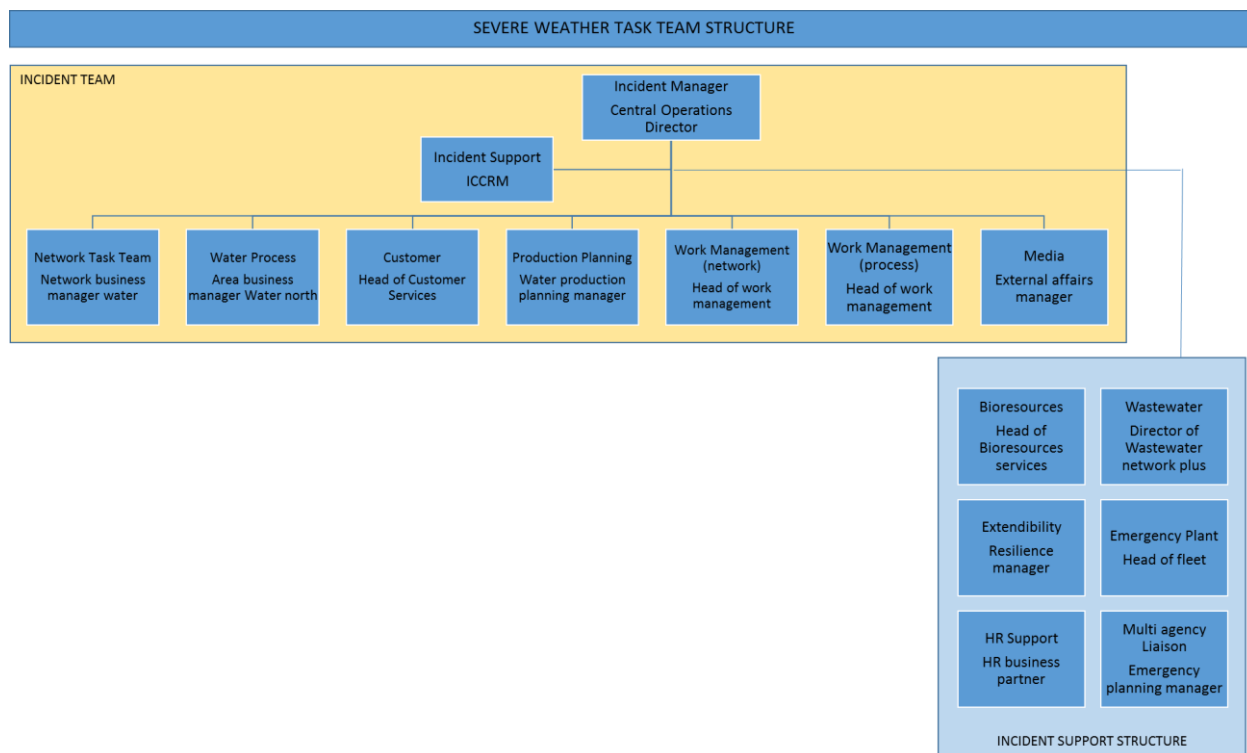 SEVERE WEATHER TASK TEAM STRUCTURE
INCIDENT TEAM
Incident Manager
Central Operations
Director
Incident Support
ICCRM
Network Task Team
Network business
manager water
Water Process
Area business
manager Water north
Customer
Head of Customer
Services
Production Planning
Water production
planning manager
Work Management
(network)
Head of work
management
Work Management
(process)
Head of work
management
Media
External affairs
manager
Bioresources
Head of
Bioresources
services
Wastewater
Director of
Wastewater
network plus
Extendibility
Resilience
manager
Emergency Plant
Head of fleet
HR Support
HR business
partner
Multi agency
Liaison
Emergency
planning manager
INCIDENT SUPPORT STRUCTURE